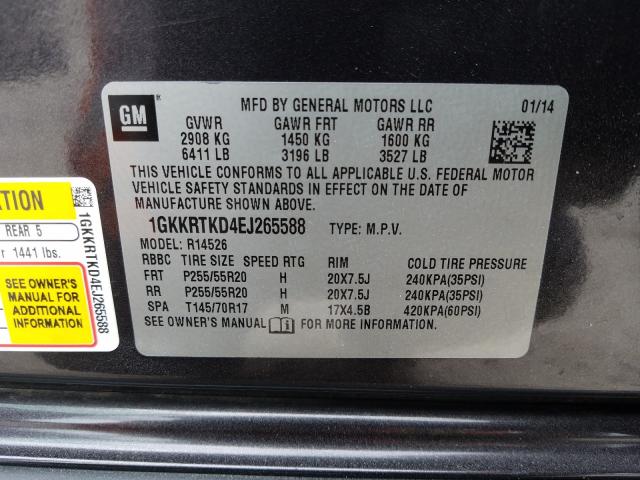 GM
MFD BY GENERAL MOTORS LLC 01/14
GVWR GAWR FRT GAWR RR
2908 KG 1450 KG 1600 KG
6411 LB 3196 LB 3527 LB
THIS VEHICLE CONFORMS TO ALL APPLICABLE U.S. FEDERAL MOTOR
VEHICLE SAFETY STANDARDS IN EFFECT ON THE DATE OF
MANUFACTURE SHOWN ABOVE.
1GKKRTKD4EJ265588 TYPE: M.P.V.
MODEL: R14526
RBBC TIRE SIZE SPEED RTG RIM COLD TIRE PRESSURE
FRT P255/55R20 H 20X7.5J 240KPA(35PSI)
RR P255/55R20 H 20X7.5J 240KPA(35PSI)
SPA T145/70R17 M 17X4.5B 420KPA(60PSI)
SEE OWNER'S MANUAL FOR MORE INFORMATION
ATION
REAR 5
1441 lbs.
SEE OWNER'S
MANUAL FOR
ADDITIONAL
INFORMATION
1GKKRTKD4EJ265588